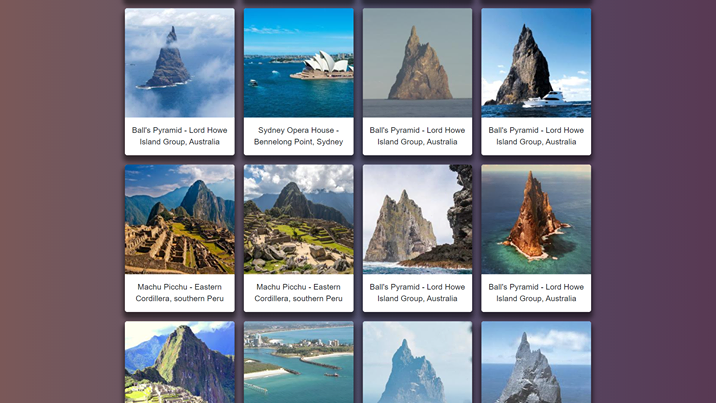 Ball's Pyramid - Lord Howe
Island Group, Australia
Sydney Opera House -
Bennelong Point, Sydney
Ball's Pyramid - Lord Howe
Island Group, Australia
Ball's Pyramid - Lord Howe
Island Group, Australia
Machu Picchu - Eastern
Cordillera, southern Peru
Machu Picchu - Eastern
Cordillera, southern Peru
Ball's Pyramid - Lord Howe
Island Group, Australia
Ball's Pyramid - Lord Howe
Island Group, Australia